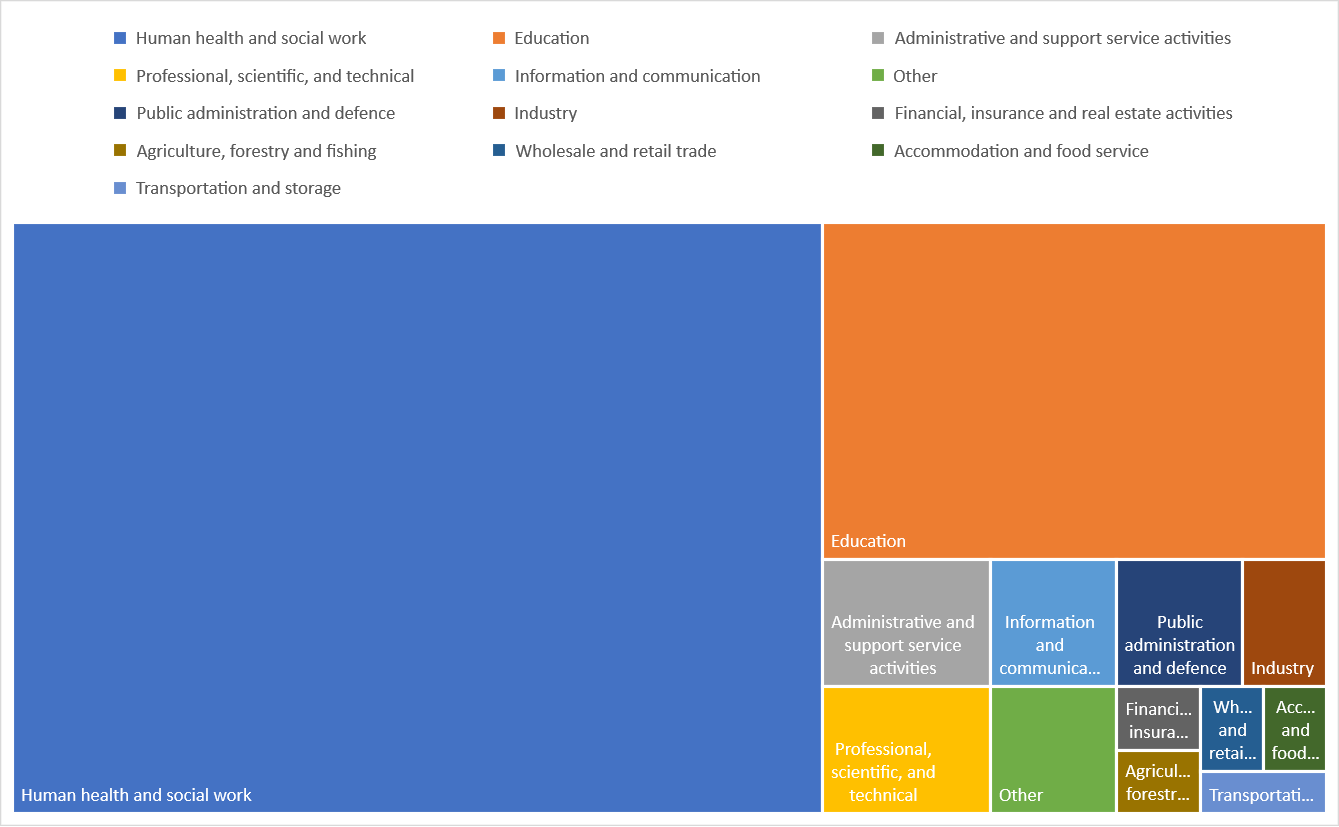 Human health and social work
Education
Administrative and support service activities
Professional, scientific, and technical
Information and communication
Other
Public administration and defence
Industry
Financial, insurance and real estate activities
Agriculture, forestry and fishing
Wholesale and retail trade
Accommodation and food service
Transportation and storage
Human health and social work
Education
Administrative and
support service
activities
Information
and
communica...
Public
administration
and defence
Industry
Professional,
scientific, and
technical
Other
Financi...
insura...
Agricul...
forestr...
Wh...
and
retai...
Acc...
and
food...
Transportati...